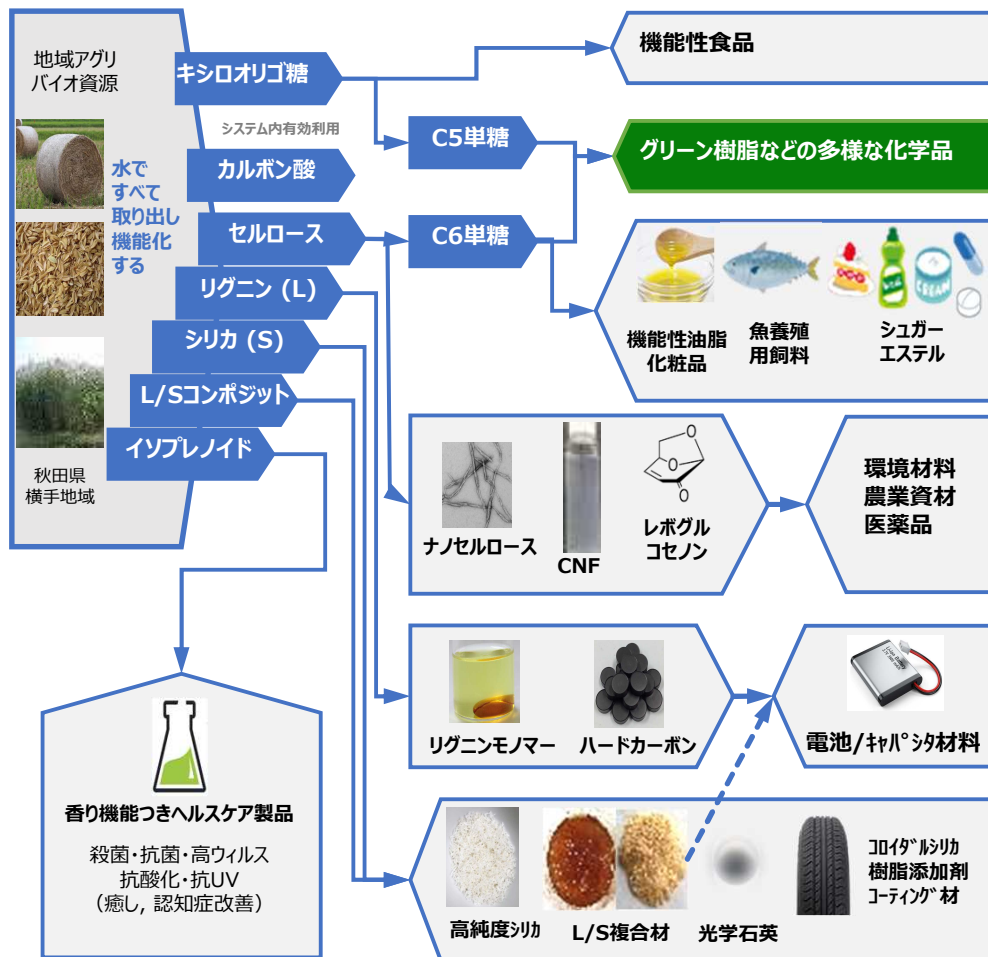 地域アグリ
バイオ資源
水で
すべて
取り出し
機能化
する
秋田県
横手地域
キシロオリゴ糖
システム内有効利用
カルボン酸
セルロース
リグニン (L)
シリカ (S)
L/Sコンポジット
イソプレノイド
C5単糖
C6単糖
機能性食品
グリーン樹脂などの多様な化学品
機能性油脂
化粧品
魚養殖
用飼料
CREAM
シュガー
エステル
ナノセルロース
CNF
O
O
O
レボグル
コセノン
環境材料
農業資材
医薬品
リグニンモノマー
ハードカーボン
電池/ｷｬﾊﾟｼﾀ材料
香り機能つきヘルスケア製品
殺菌・抗菌・高ウィルス
抗酸化・抗UV
（癒し, 認知症改善）
高純度ｼﾘｶ
L/S複合材
光学石英
ｺﾛｲﾀﾞﾙｼﾘｶ
樹脂添加剤
ｺｰﾃｨﾝｸﾞ材